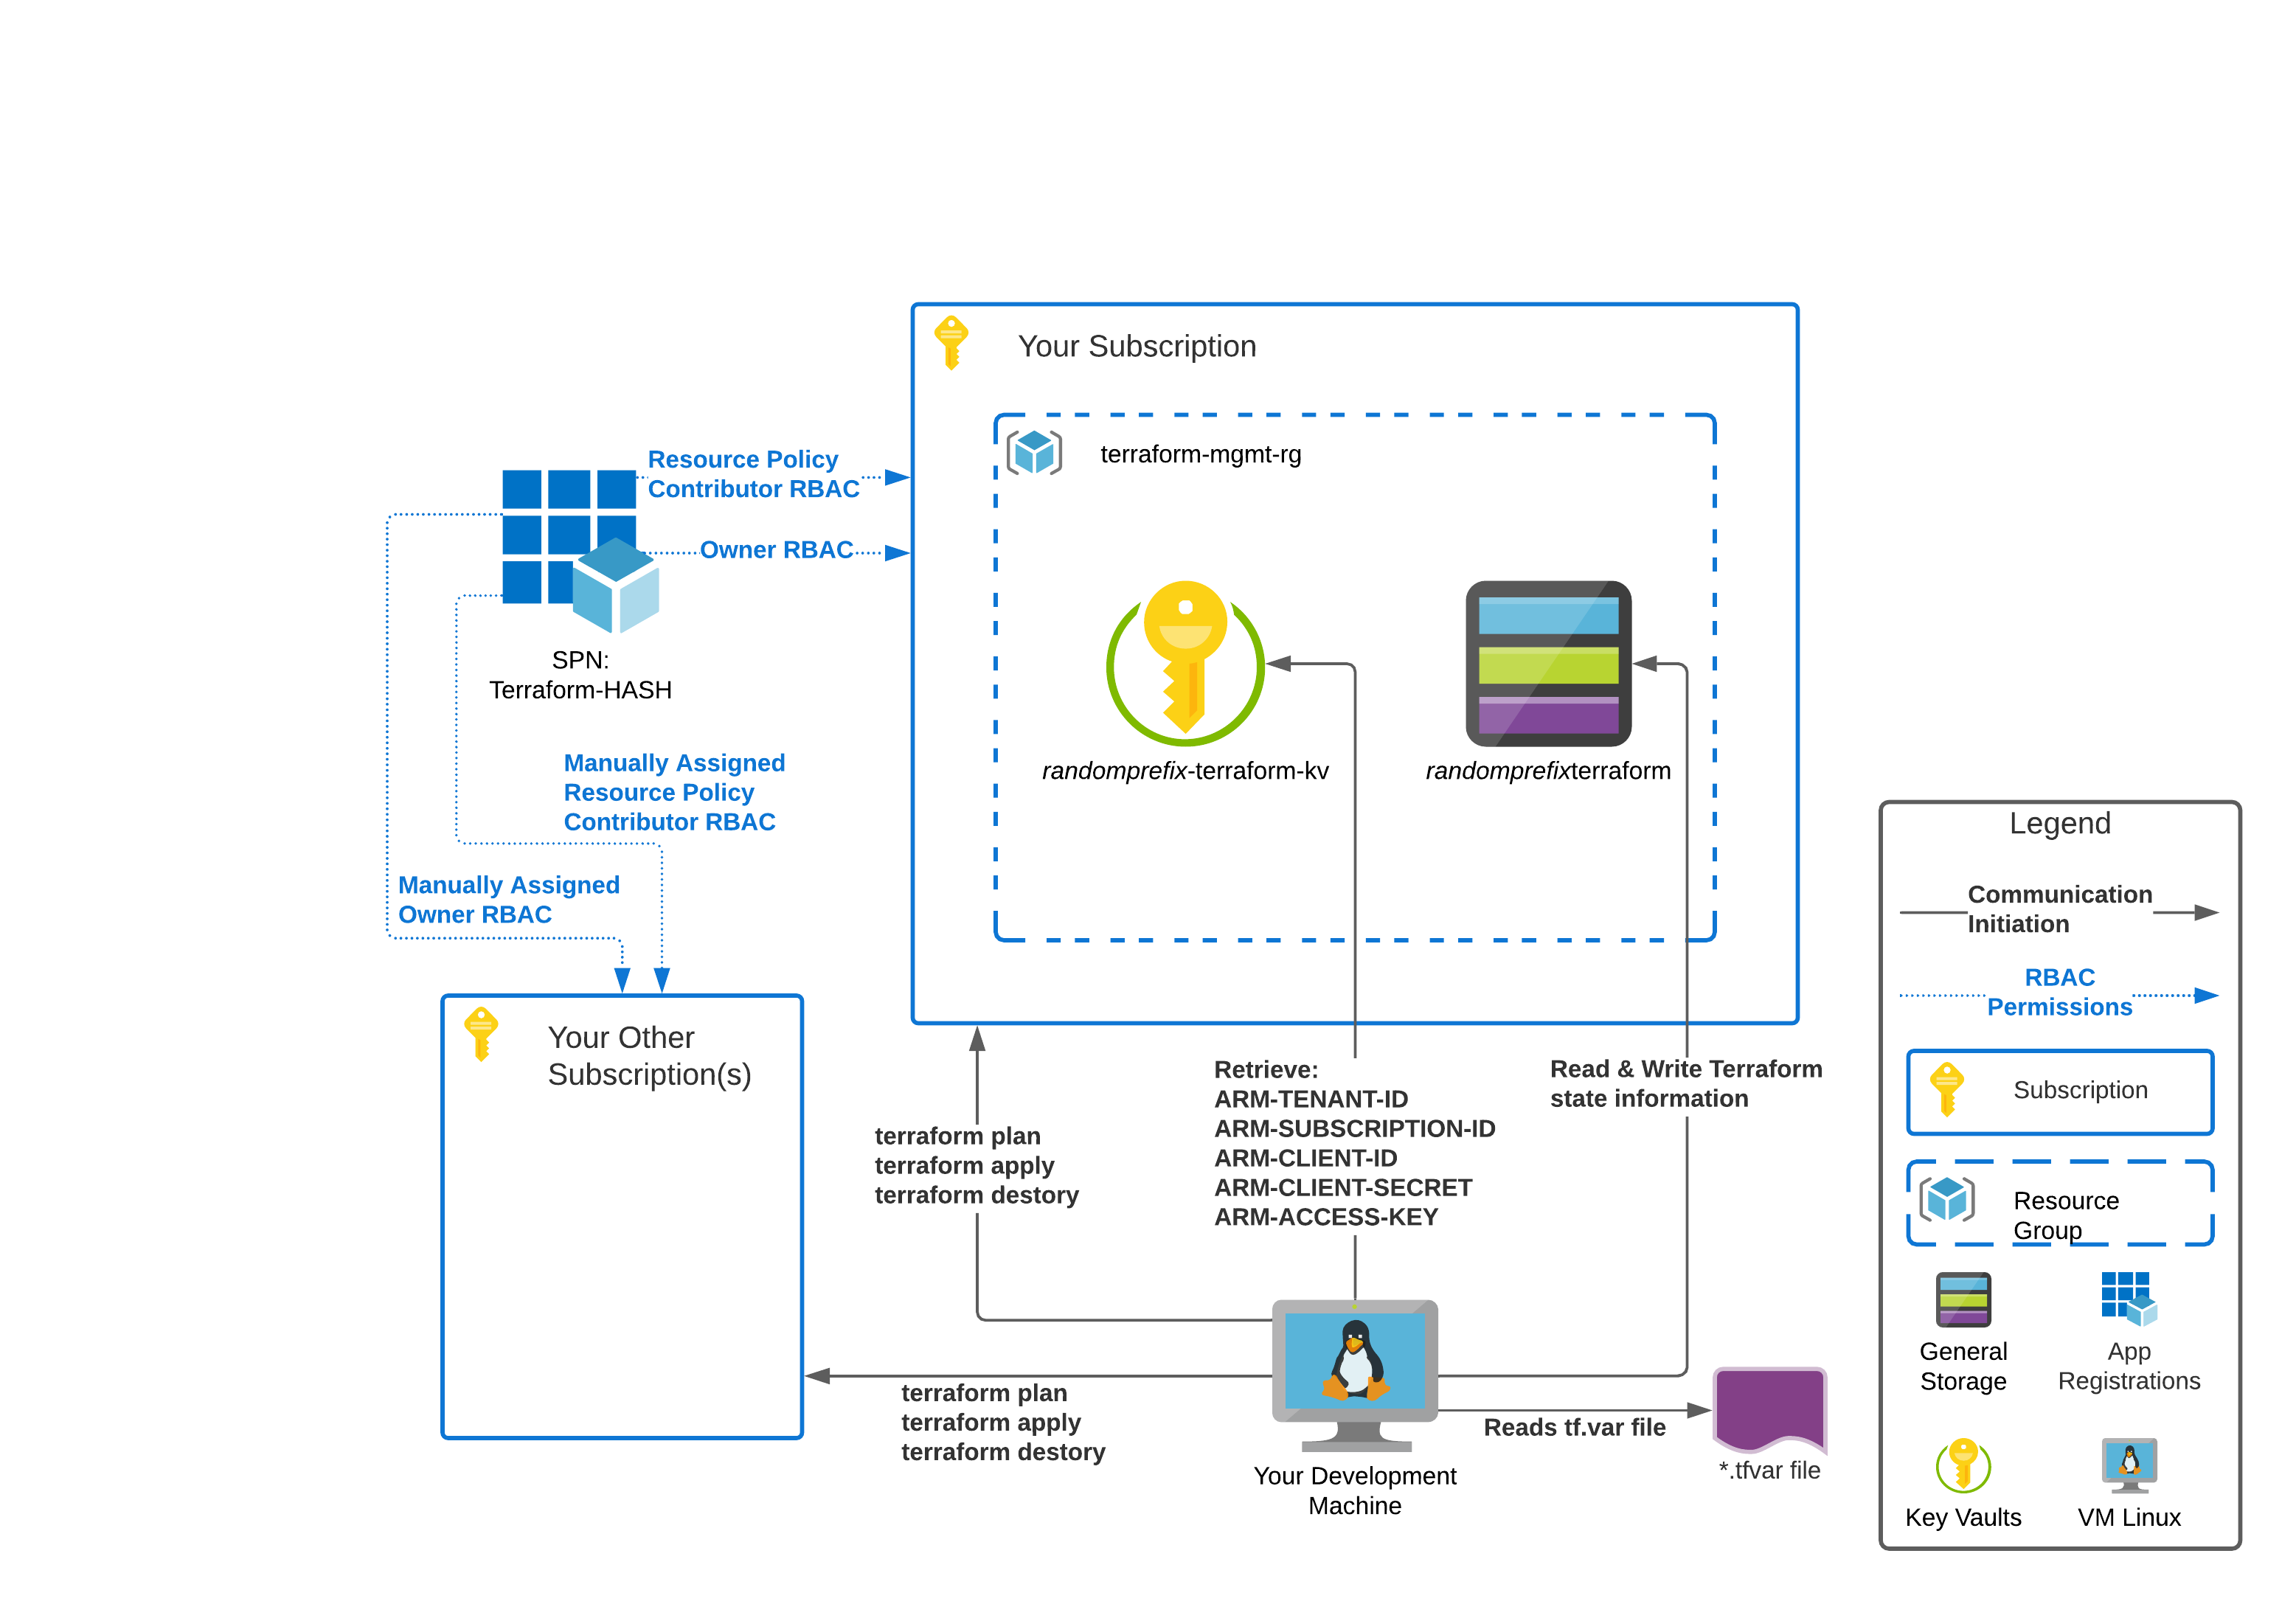 Your Subscription
terraform-mgmt-rg
Resource Policy
Contributor RBAC
Owner RBAC
SPN:
Terraform-HASH
randomprefix-terraform-kv
randomprefixterraform
Manually Assigned
Resource Policy
Contributor RBAC
Manually Assigned
Owner RBAC
Your Other
Subscription(s)
terraform plan
terraform apply
terraform destory
Retrieve:
ARM-TENANT-ID
ARM-SUBSCRIPTION-ID
ARM-CLIENT-ID
ARM-CLIENT-SECRET
ARM-ACCESS-KEY
Read & Write Terraform
state information
terraform plan
terraform apply
terraform destory
Reads tf.var file
*.tfvar file
Your Development
Machine
Legend
Communication
Initiation
RBAC
Permissions
Subscription
Resource
Group
General
Storage
App
Registrations
Key Vaults
VM Linux